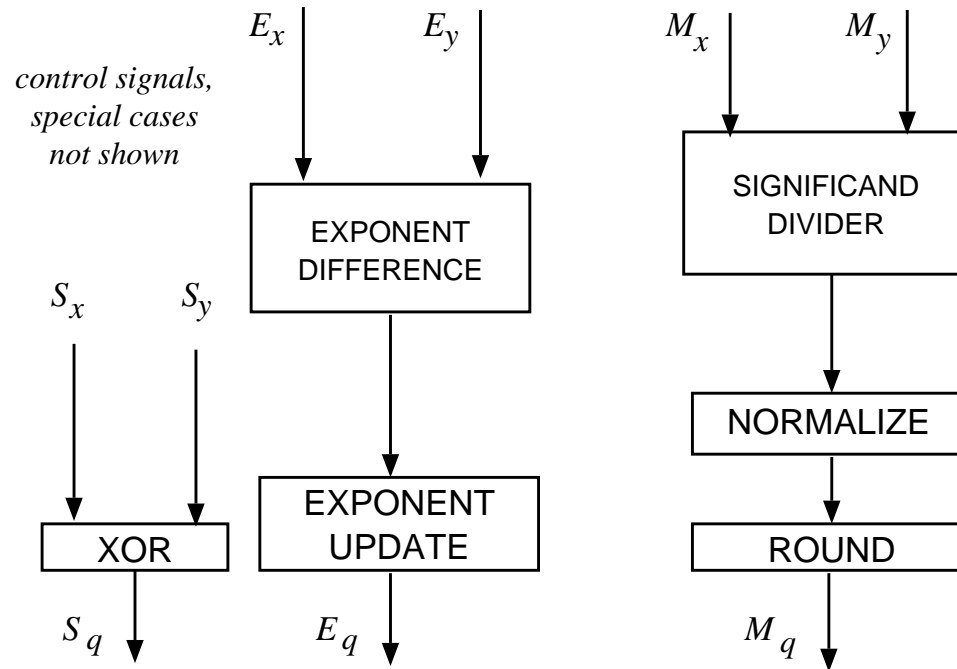 E_x E_y M_x M_y
control signals,
special cases
not shown
SIGNIFICAND
DIVIDER
EXPONENT
DIFFERENCE
S_x S_y
NORMALIZE
EXPONENT
UPDATE
XOR
ROUND
S_q E_q M_q